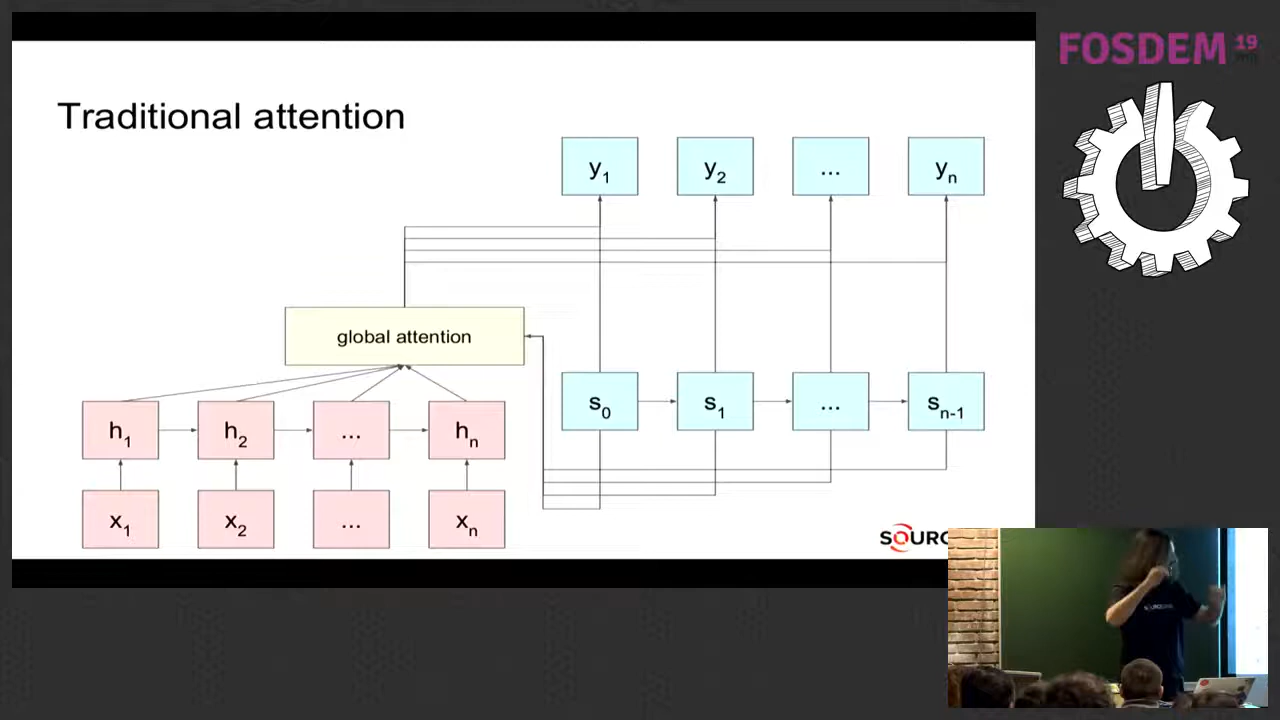 FOSDEM 19
Traditional attention
y1 y2 ... yn
global attention
s0 s1 ... sn-1
h1 h2 ... hn
x1 x2 ... xn